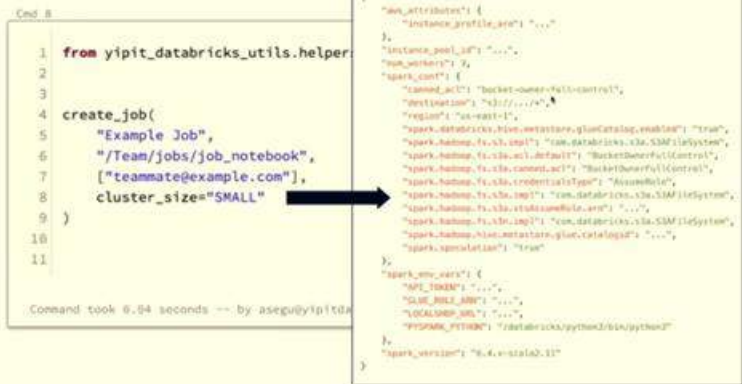 Cmd 8
1 from yipit_databricks_utils.helper
2
3
4 create_job(
5 "Example Job",
6 "/Team/jobs/job_notebook",
7 ["teammate@example.com"],
8 cluster_size="SMALL"
9 )
10
11
Command took 0.04 seconds -- by asegu@yipitda
"aws_attributes": {
"instance_profile_arn": "..."
},
"instance_pool_id": "...",
"num_workers": 3,
"spark_conf": {
"canned_acl": "bucket-owner-full-control",
"destination": "s3://.../*",
"region": "us-east-1",
"spark.databricks.hive.metastore.glueCatalog.enabled": "true",
"spark.hadoop.fs.s3.impl": "com.databricks.s3a.S3AFileSystem",
"spark.hadoop.fs.s3a.acl.default": "BucketOwnerFullControl",
"spark.hadoop.fs.s3a.canned.acl": "BucketOwnerFullControl",
"spark.hadoop.fs.s3a.credentialsType": "AssumeRole",
"spark.hadoop.fs.s3a.impl": "com.databricks.s3a.S3AFileSystem",
"spark.hadoop.fs.s3a.stsAssumeRole.arn": "...",
"spark.hadoop.fs.s3n.impl": "com.databricks.s3a.S3AFileSystem",
"spark.hadoop.hive.metastore.glue.catalogid": "...",
"spark.speculation": "true"
},
"spark_env_vars": {
"API_TOKEN": "...",
"GLUE_ROLE_ARN": "...",
"LOCALSHOP_URL": "...",
"PYSPARK_PYTHON": "/databricks/python3/bin/python3"
},
"spark_version": "6.4.x-scala2.11"
}